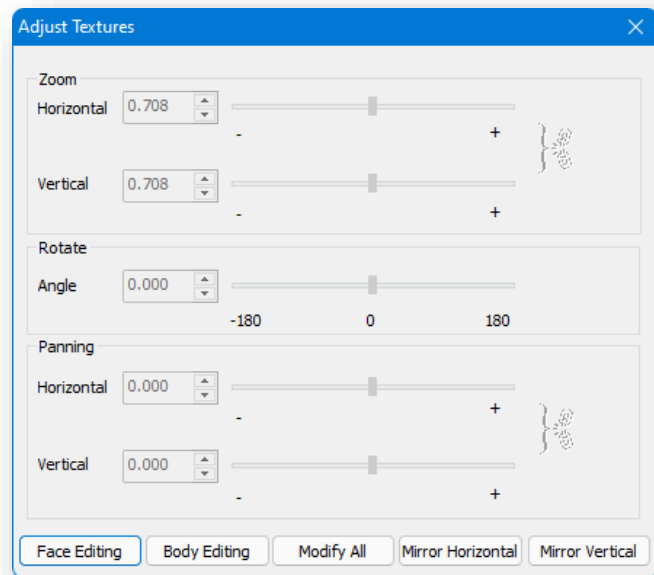 Adjust Textures
Zoom
Horizontal 0.708
- +
Vertical 0.708
- +
Rotate
Angle 0.000
-180 0 180
Panning
Horizontal 0.000
- +
Vertical 0.000
- +
Face Editing Body Editing Modify All Mirror Horizontal Mirror Vertical